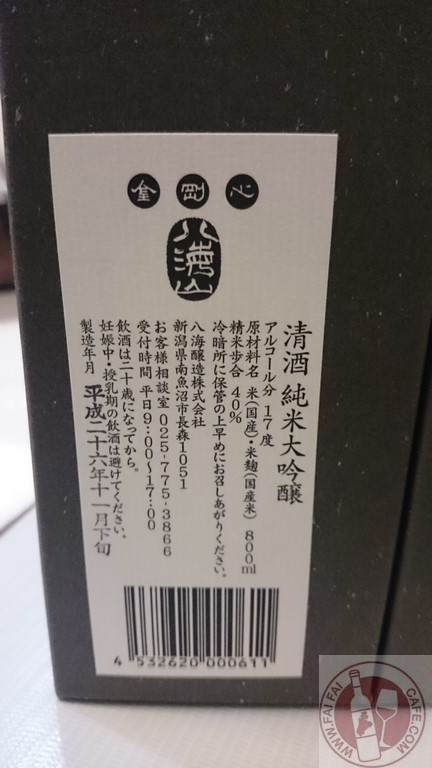 金剛心
八海山
清酒 純米大吟醸
アルコール分 17度
原材料名 米(国産)・米麹(国産米) 800ml
精米歩合 40%
冷暗所に保管の上早めにお召しあがりください。
八海醸造株式会社
新潟県南魚沼市長森1051
お客様相談室 025-775-3866
受付時間 平日9:00〜17:00
飲酒は二十歳になってから。
妊娠中・授乳期の飲酒は避けてください。
製造年月 平成二十六年十一月下旬
4 532620 000611
WWW.FAI FAI CAFE.COM